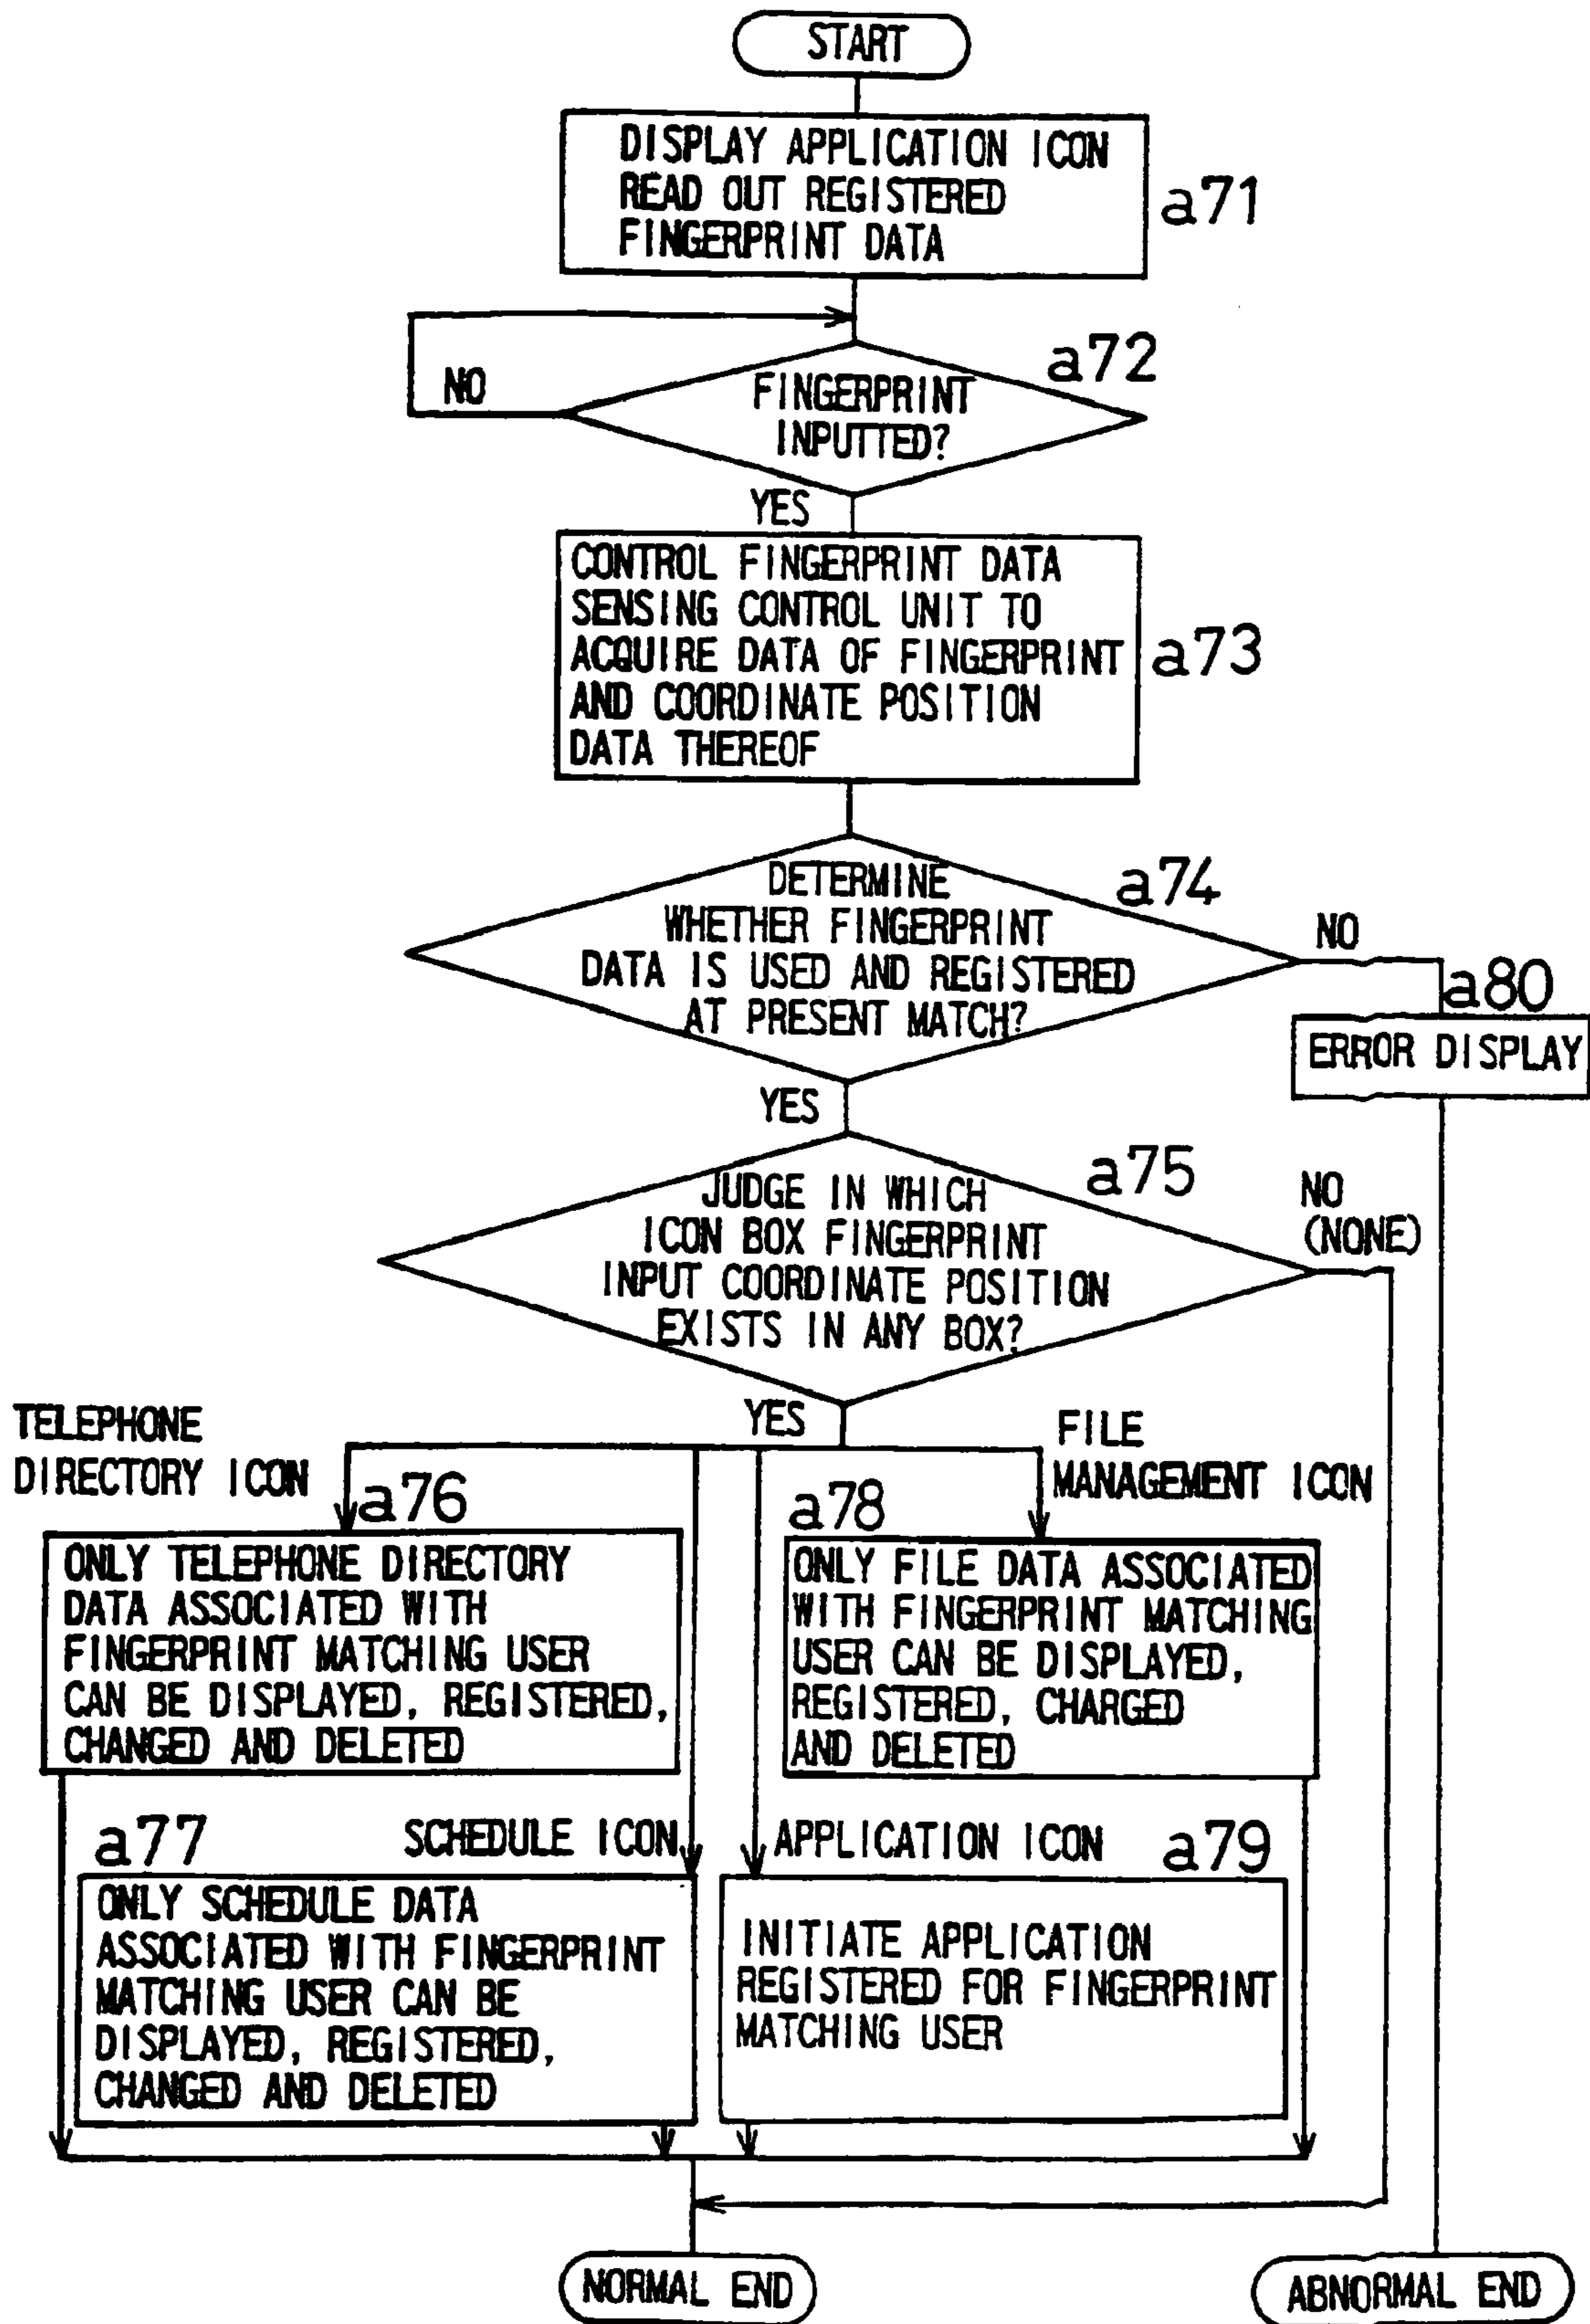 START
DISPLAY APPLICATION ICON
READ OUT REGISTERED
FINGERPRINT DATA
a71
a72
NO
FINGERPRINT
INPUTTED?
YES
CONTROL FINGERPRINT DATA
SENSING CONTROL UNIT TO
ACQUIRE DATA OF FINGERPRINT
AND COORDINATE POSITION
DATA THEREOF
a73
a74
DETERMINE
WHETHER FINGERPRINT
DATA IS USED AND REGISTERED
AT PRESENT MATCH?
NO
a80
ERROR DISPLAY
YES
a75
JUDGE IN WHICH
ICON BOX FINGERPRINT
INPUT COORDINATE POSITION
EXISTS IN ANY BOX?
NO
(NONE)
YES
TELEPHONE
DIRECTORY ICON
FILE
MANAGEMENT ICON
a76
ONLY TELEPHONE DIRECTORY
DATA ASSOCIATED WITH
FINGERPRINT MATCHING USER
CAN BE DISPLAYED, REGISTERED,
CHANGED AND DELETED
a78
ONLY FILE DATA ASSOCIATED
WITH FINGERPRINT MATCHING
USER CAN BE DISPLAYED,
REGISTERED, CHARGED
AND DELETED
a77
SCHEDULE ICON
ONLY SCHEDULE DATA
ASSOCIATED WITH FINGERPRINT
MATCHING USER CAN BE
DISPLAYED, REGISTERED,
CHANGED AND DELETED
APPLICATION ICON
a79
INITIATE APPLICATION
REGISTERED FOR FINGERPRINT
MATCHING USER
NORMAL END
ABNORMAL END